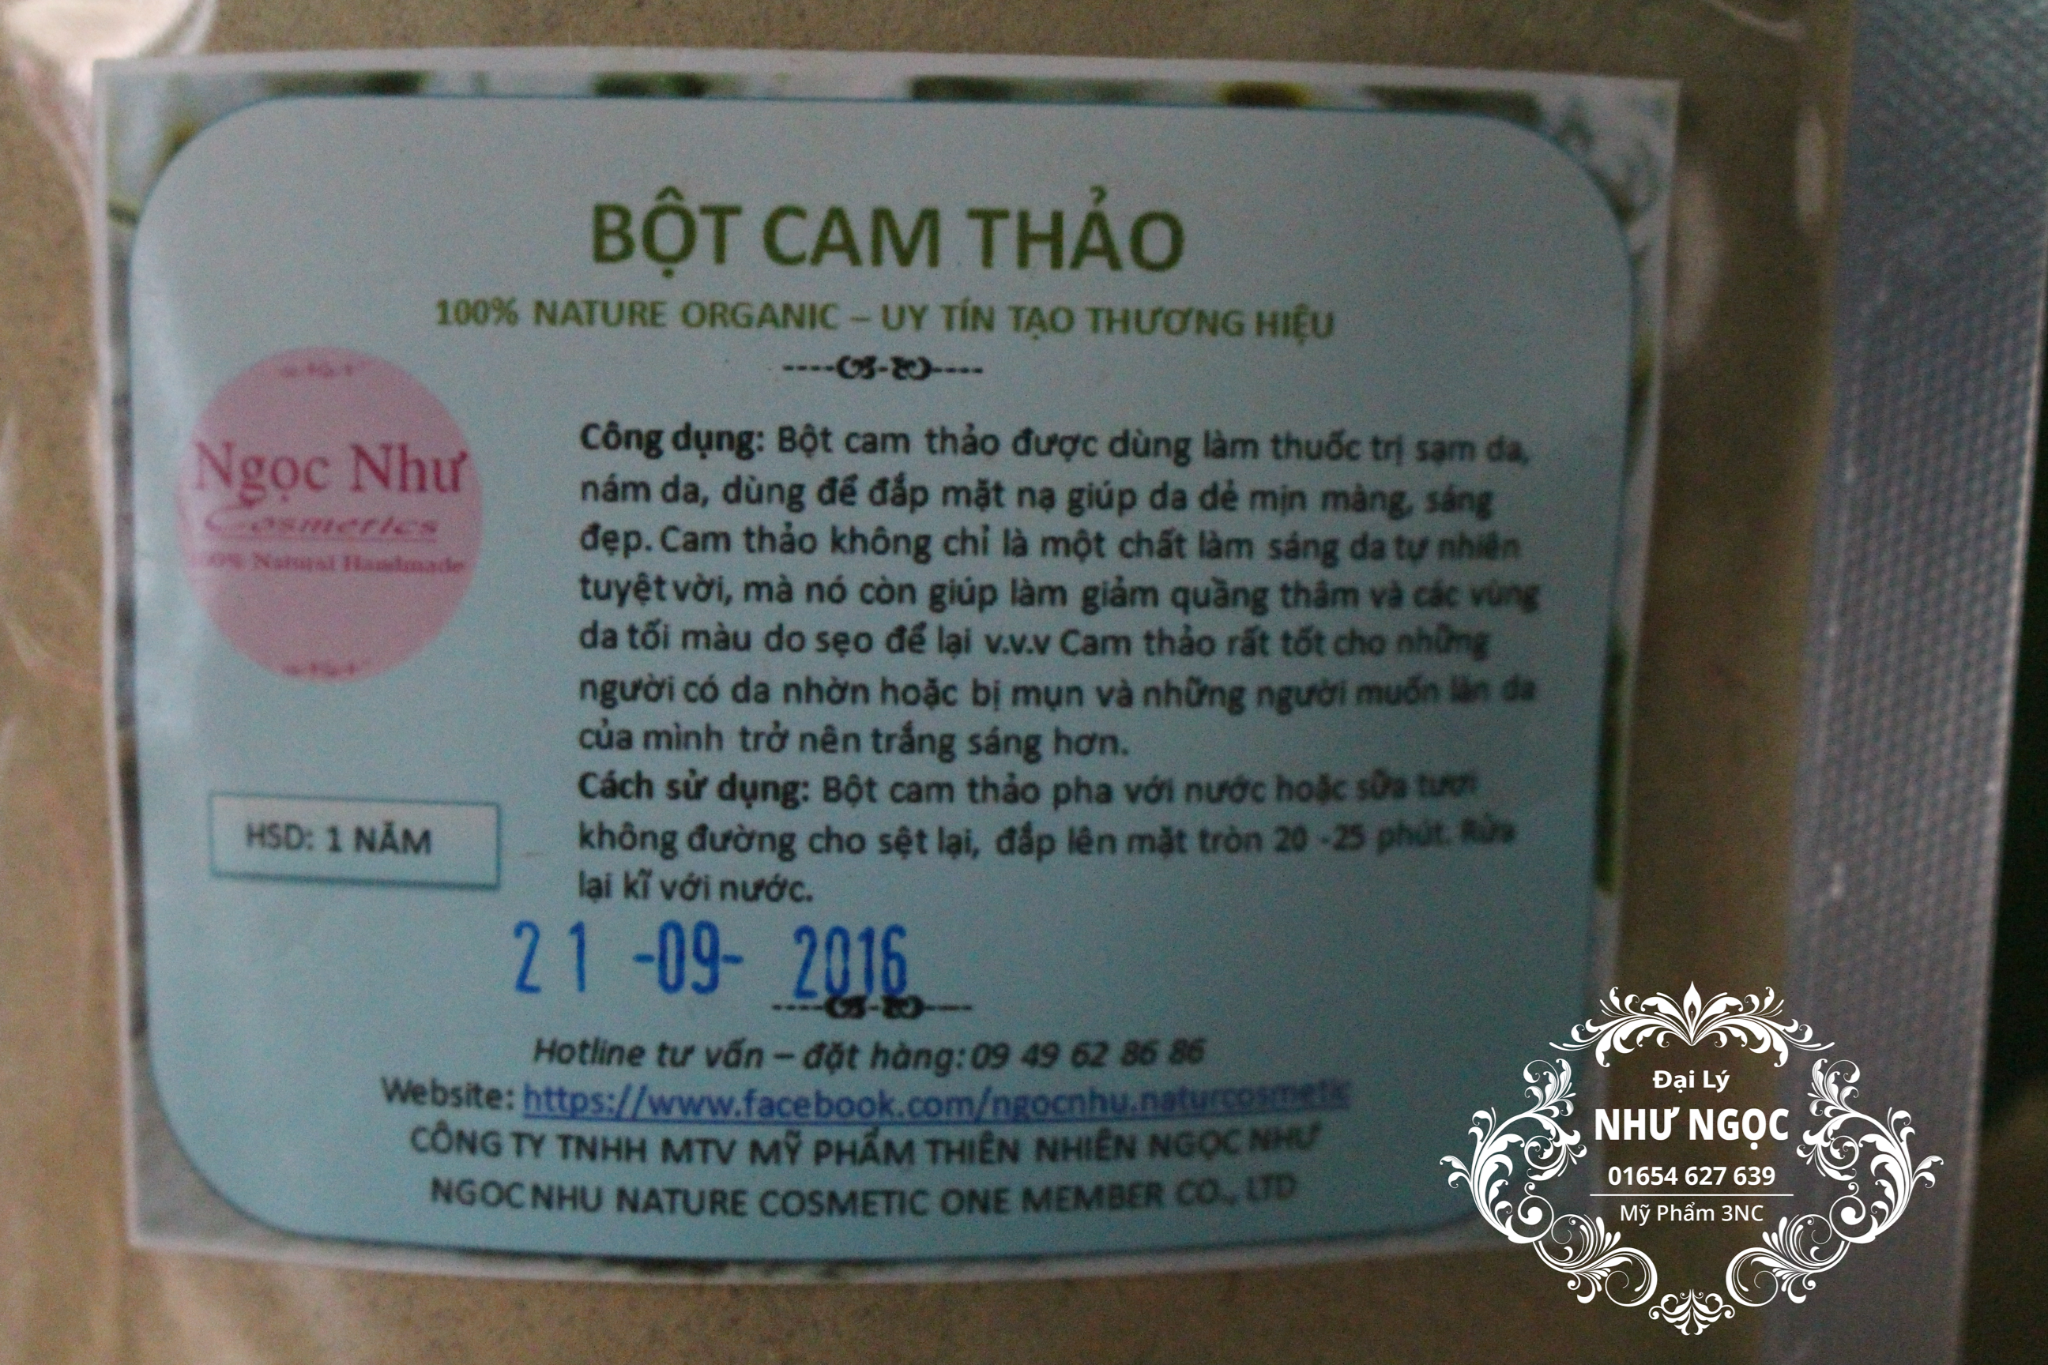 BỘT CAM THẢO
100% NATURE ORGANIC – UY TÍN TẠO THƯƠNG HIỆU
Ngọc Như
Cosmetics
100% Natural Handmade
Công dụng: Bột cam thảo được dùng làm thuốc trị sạm da,
nám da, dùng để đắp mặt nạ giúp da dẻ mịn màng, sáng
đẹp. Cam thảo không chỉ là một chất làm sáng da tự nhiên
tuyệt vời, mà nó còn giúp làm giảm quầng thâm và các vùng
da tối màu do sẹo để lại v.v.v Cam thảo rất tốt cho những
người có da nhờn hoặc bị mụn và những người muốn làn da
của mình trở nên trắng sáng hơn.
Cách sử dụng: Bột cam thảo pha với nước hoặc sữa tươi
không đường cho sệt lại, đắp lên mặt tròn 20 -25 phút. Rửa
lại kĩ với nước.
HSD: 1 NĂM
21 -09- 2016
Hotline tư vấn – đặt hàng: 09 49 62 86 86
Website: https://www.facebook.com/ngocnhu.naturcosmetic
CÔNG TY TNHH MTV MỸ PHẨM THIÊN NHIÊN NGỌC NHƯ
NGOC NHU NATURE COSMETIC ONE MEMBER CO., LTD
Đại Lý
NHƯ NGỌC
01654 627 639
Mỹ Phẩm 3NC